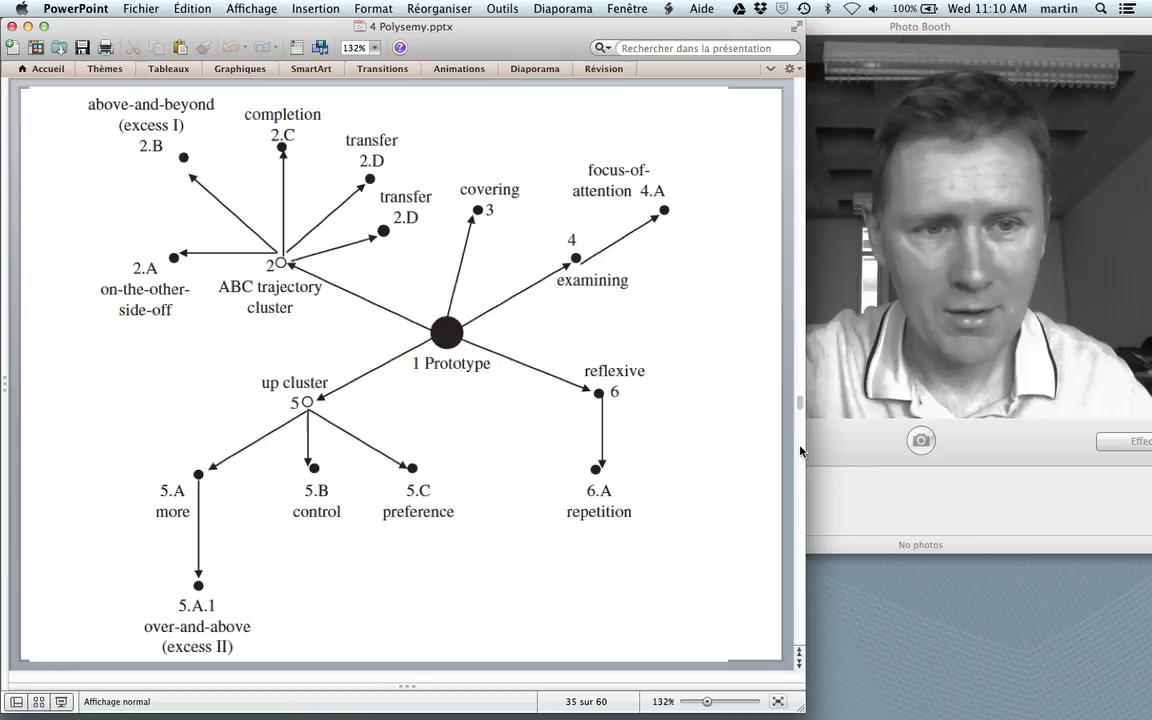 PowerPoint Fichier Édition Affichage Insertion Format Réorganiser Outils Diaporama Fenêtre Aide 100% Wed 11:10 AM martin
4 Polysemy.pptx
Photo Booth
132%
Rechercher dans la présentation
Accueil Thèmes Tableaux Graphiques SmartArt Transitions Animations Diaporama Révision
above-and-beyond
(excess I)
2.B
completion
2.C
transfer
2.D
transfer
2.D
covering
3
focus-of-
attention 4.A
4
examining
2.A
on-the-other-
side-off
2
ABC trajectory
cluster
1 Prototype
up cluster
5
reflexive
6
5.A
more
5.B
control
5.C
preference
6.A
repetition
5.A.1
over-and-above
(excess II)
Effec
No photos
Affichage normal
35 sur 60
132%